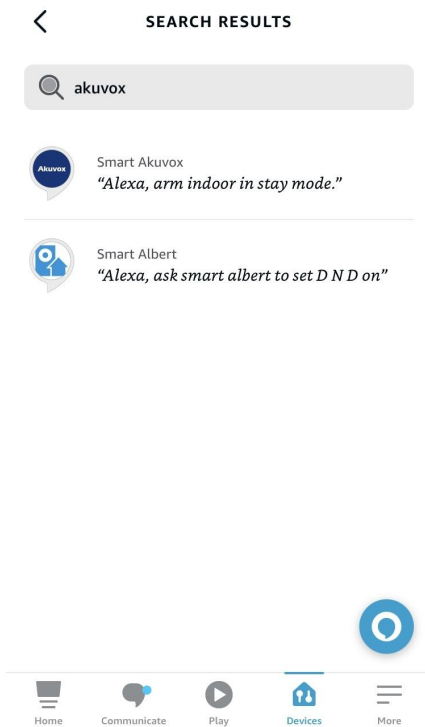 SEARCH RESULTS
akuvox
Akuvox
Smart Akuvox
“Alexa, arm indoor in stay mode.”
Smart Albert
“Alexa, ask smart albert to set D N D on”
Home
Communicate
Play
Devices
More